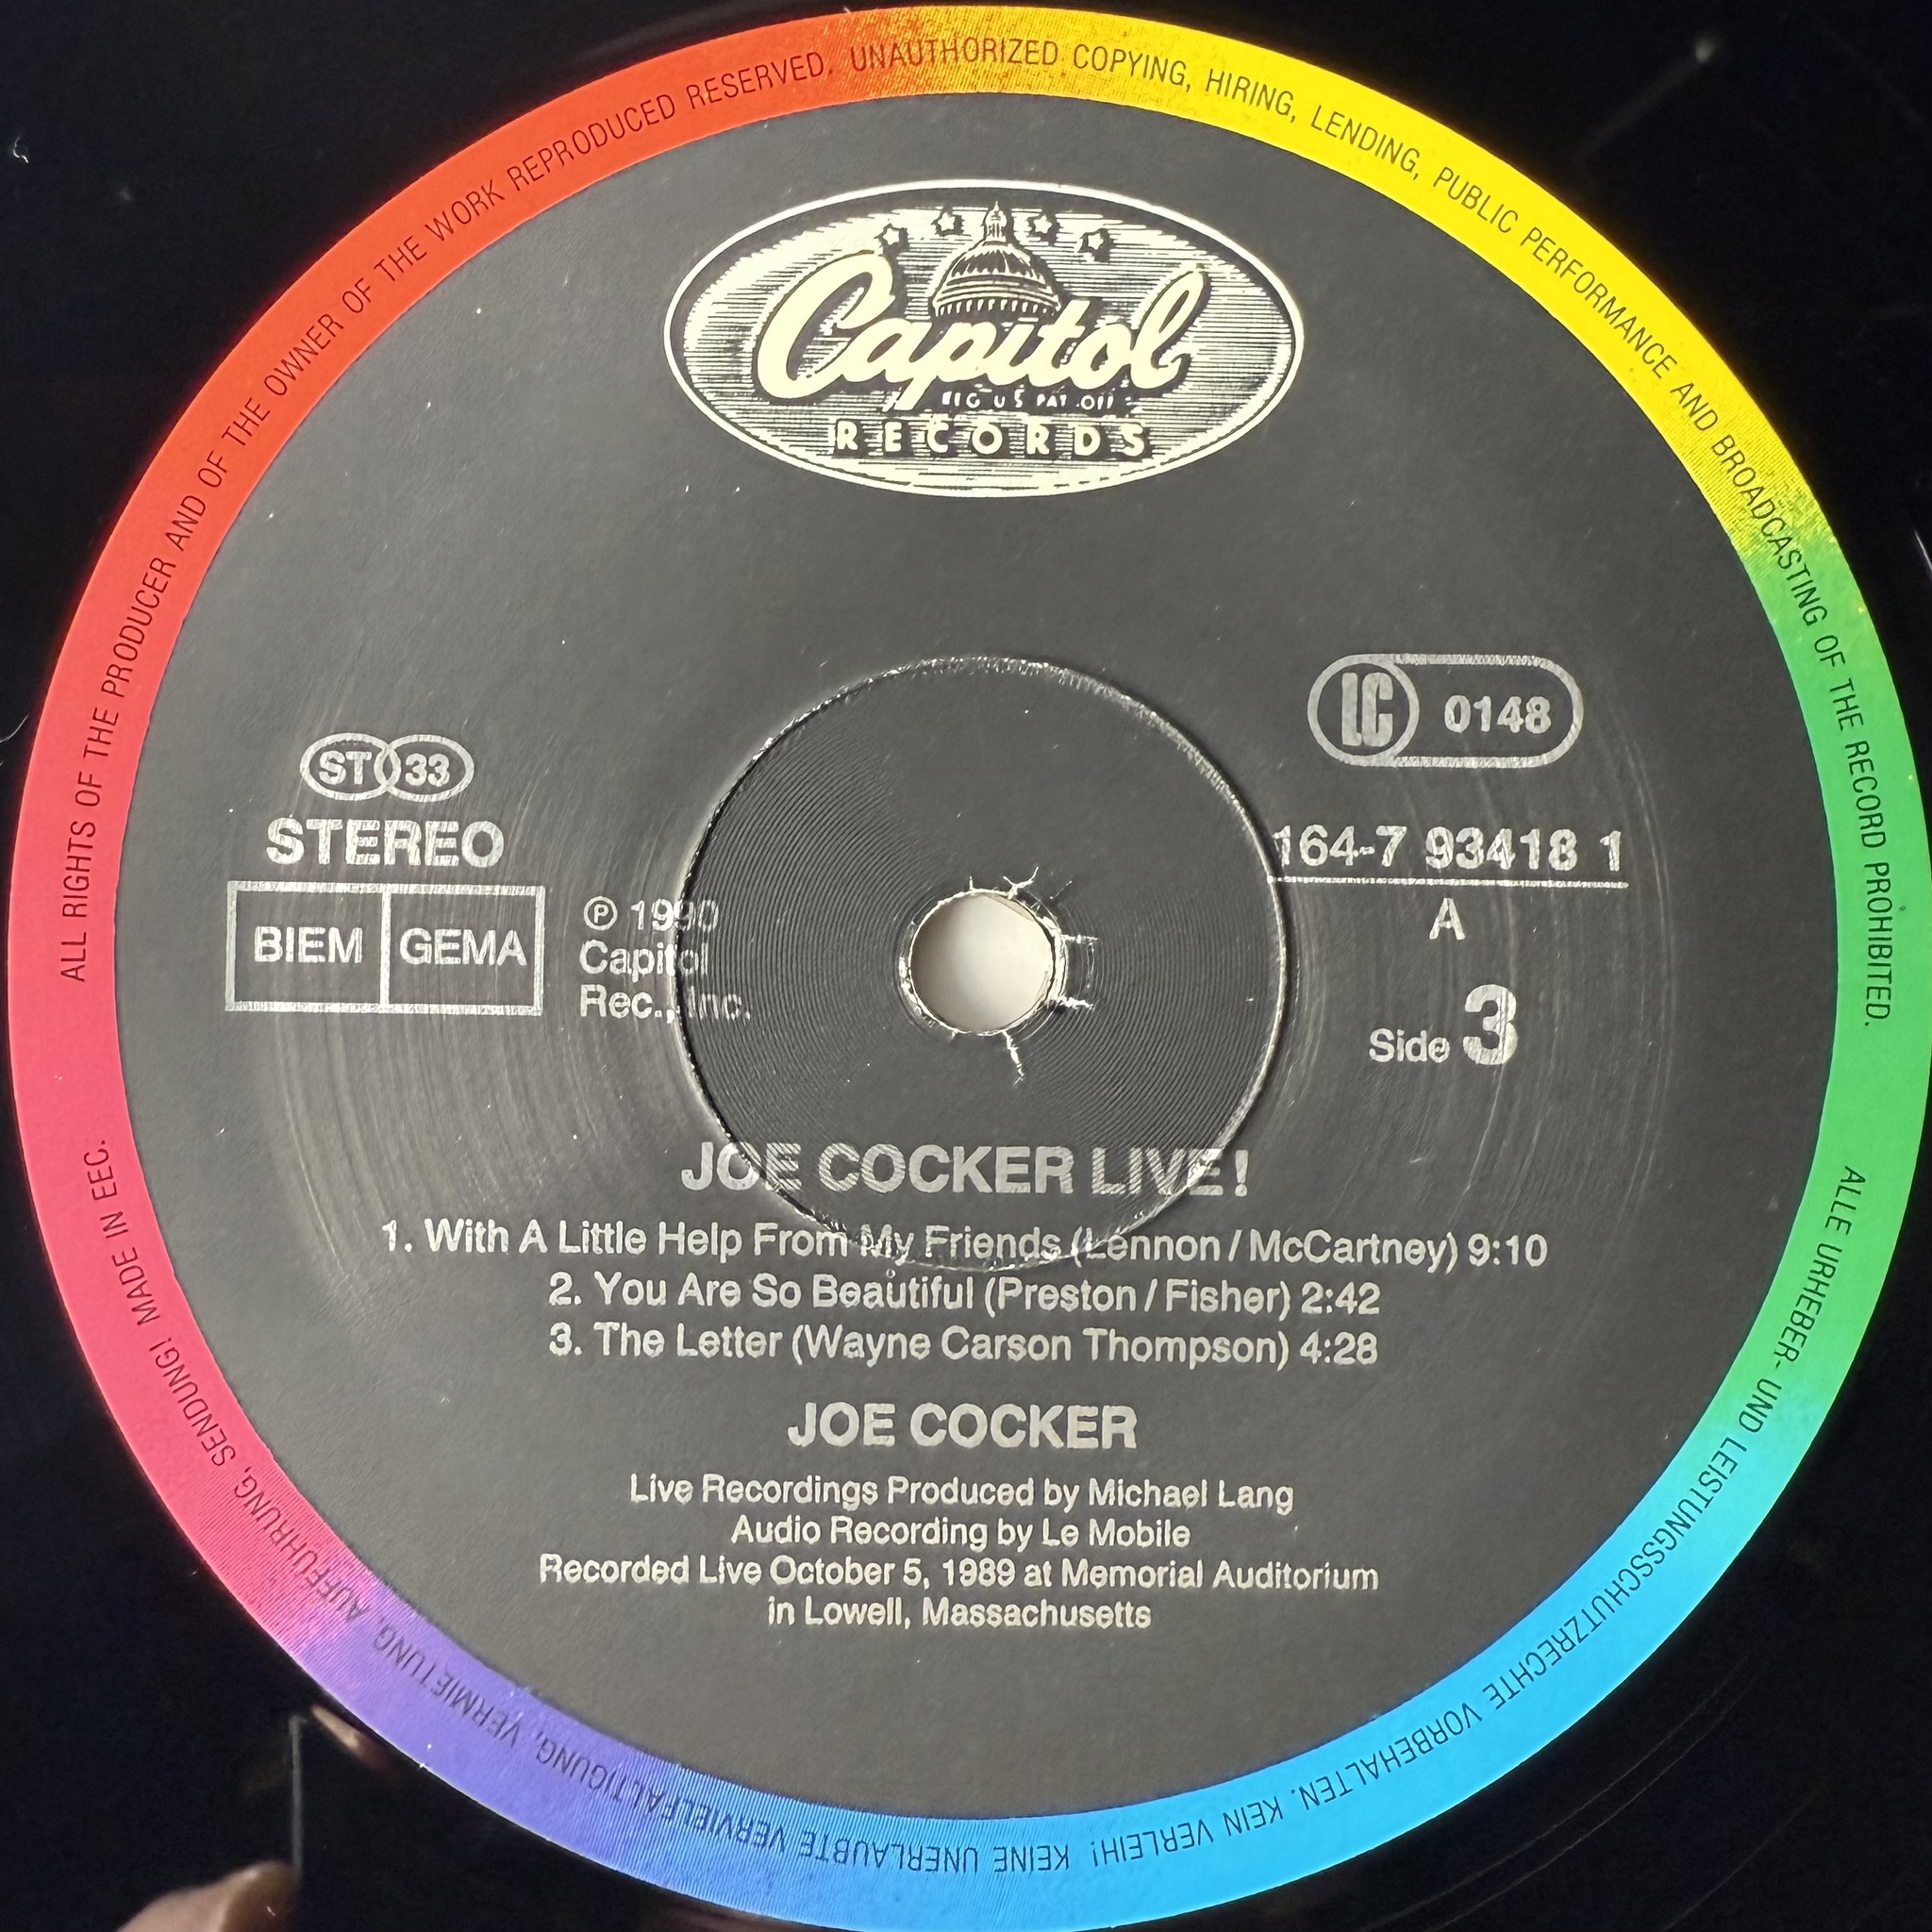 ALL RIGHTS OF THE PRODUCER AND OF THE OWNER OF THE WORK REPRODUCED RESERVED. UNAUTHORIZED COPYING, HIRING, LENDING, PUBLIC PERFORMANCE AND BROADCASTING OF THE RECORD PROHIBITED.
Capitol
REG U S PAT OFF
RECORDS
LC 0148
ST 33
STEREO
BIEM GEMA
℗ 1990
Capitol
Rec., Inc.
164-7 93418 1
A
Side 3
JOE COCKER LIVE!
1. With A Little Help From My Friends (Lennon / McCartney) 9:10
2. You Are So Beautiful (Preston / Fisher) 2:42
3. The Letter (Wayne Carson Thompson) 4:28
JOE COCKER
Live Recordings Produced by Michael Lang
Audio Recording by Le Mobile
Recorded Live October 5, 1989 at Memorial Auditorium
in Lowell, Massachusetts
ALLE URHEBER- UND LEISTUNGSSCHUTZRECHTE VORBEHALTEN. KEIN VERLEIH! KEINE UNERLAUBTE VERVIELFÄLTIGUNG, VERMIETUNG, AUFFÜHRUNG, SENDUNG! MADE IN EEC.